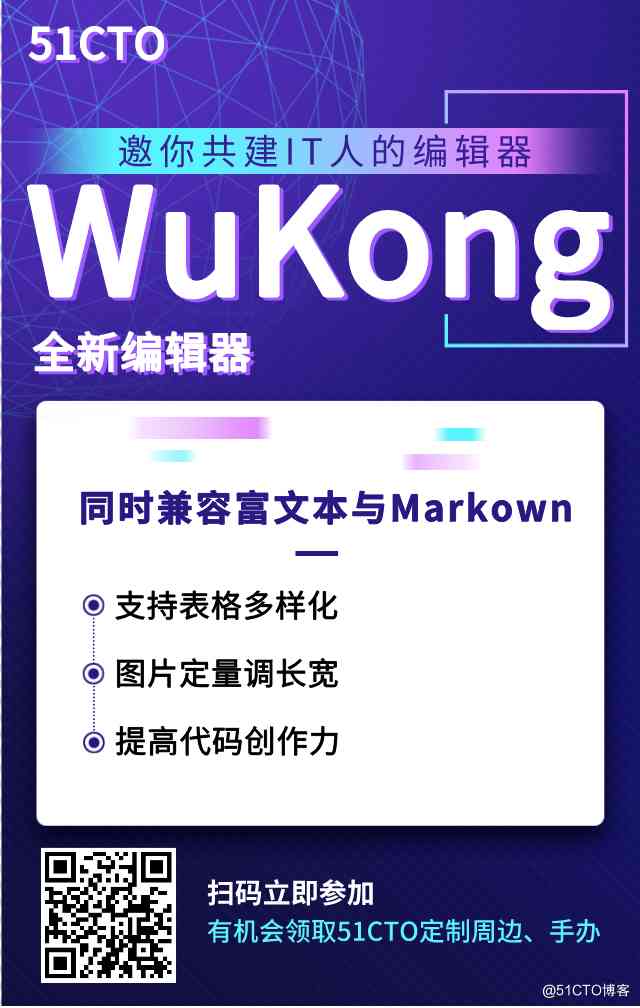 51CTO
邀你共建IT人的编辑器
WuKong
全新编辑器
同时兼容富文本与Markown
支持表格多样化
图片定量调长宽
提高代码创作力
扫码立即参加
有机会领取51CTO定制周边、手办
@51CTO博客